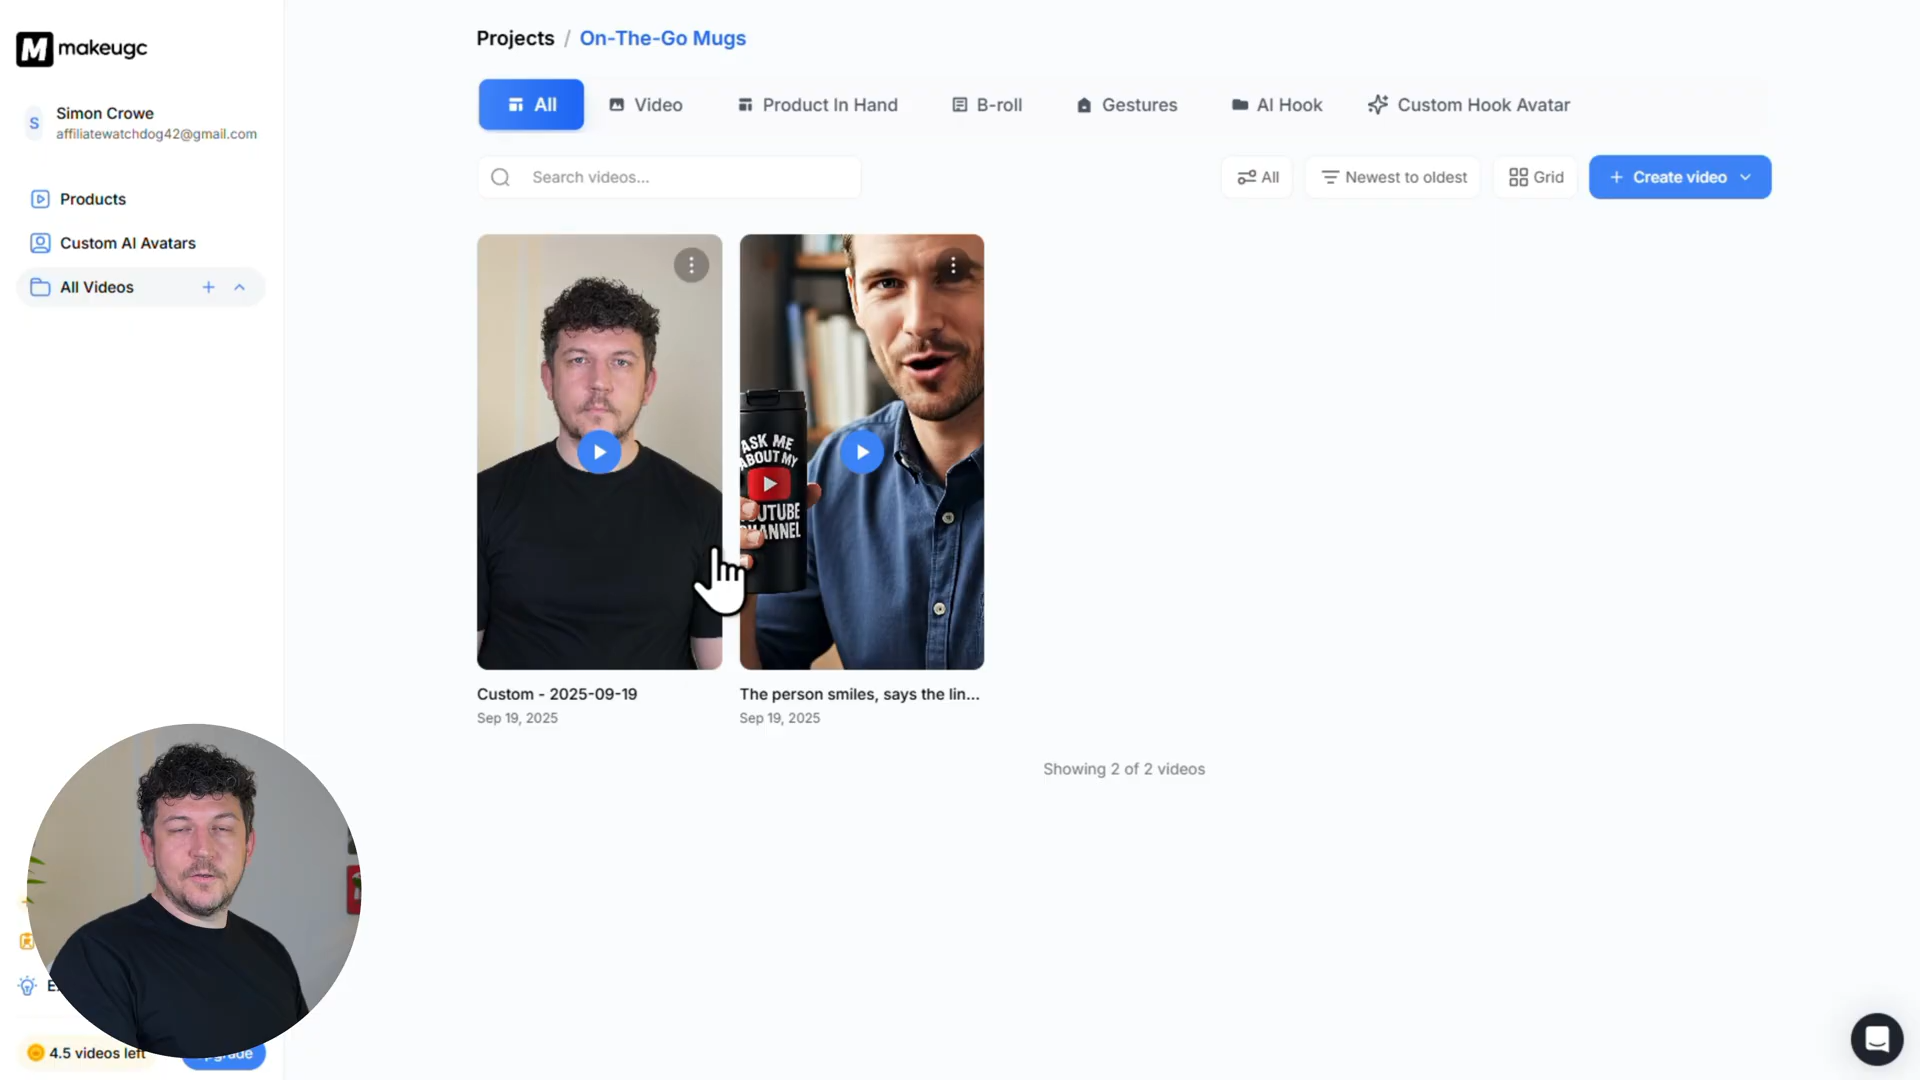 M makeugc
Projects / On-The-Go Mugs
S
Simon Crowe
affiliatewatchdog42@gmail.com
All
Video
Product In Hand
B-roll
Gestures
AI Hook
Custom Hook Avatar
Products
Custom AI Avatars
All Videos
Search videos...
All
Newest to oldest
Grid
+ Create video
ASK ME
ABOUT MY
Custom - 2025-09-19
Sep 19, 2025
The person smiles, says the lin...
Sep 19, 2025
Showing 2 of 2 videos
4.5 videos left